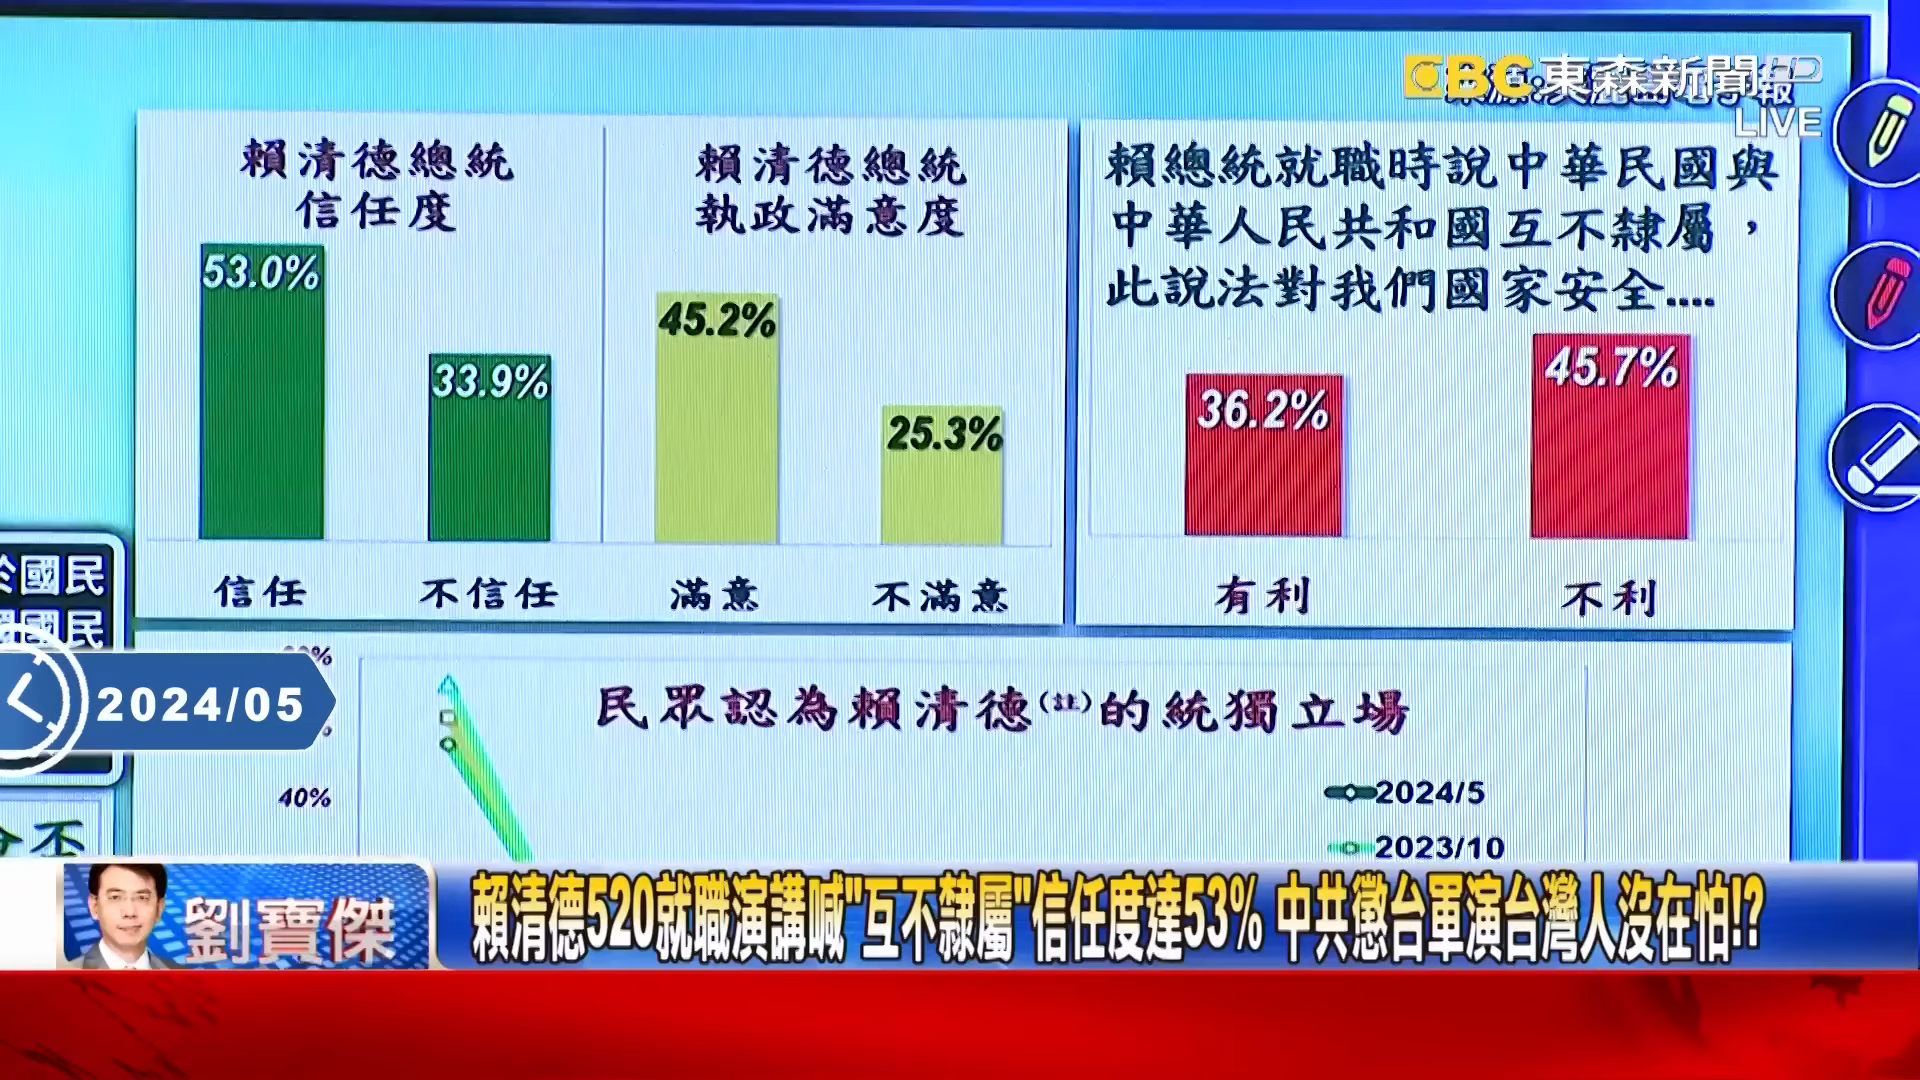 EBC東森新聞HD
LIVE
賴清德總統
信任度
53.0%
33.9%
信任
不信任
賴清德總統
執政滿意度
45.2%
25.3%
滿意
不滿意
賴總統就職時說中華民國與
中華人民共和國互不隸屬，
此說法對我們國家安全....
36.2%
45.7%
有利
不利
國民
國民
2024/05
民眾認為賴清德(註)的統獨立場
40%
2024/5
2023/10
劉寶傑
賴清德520就職演講喊"互不隸屬"信任度達53% 中共懲台軍演台灣人沒在怕!?